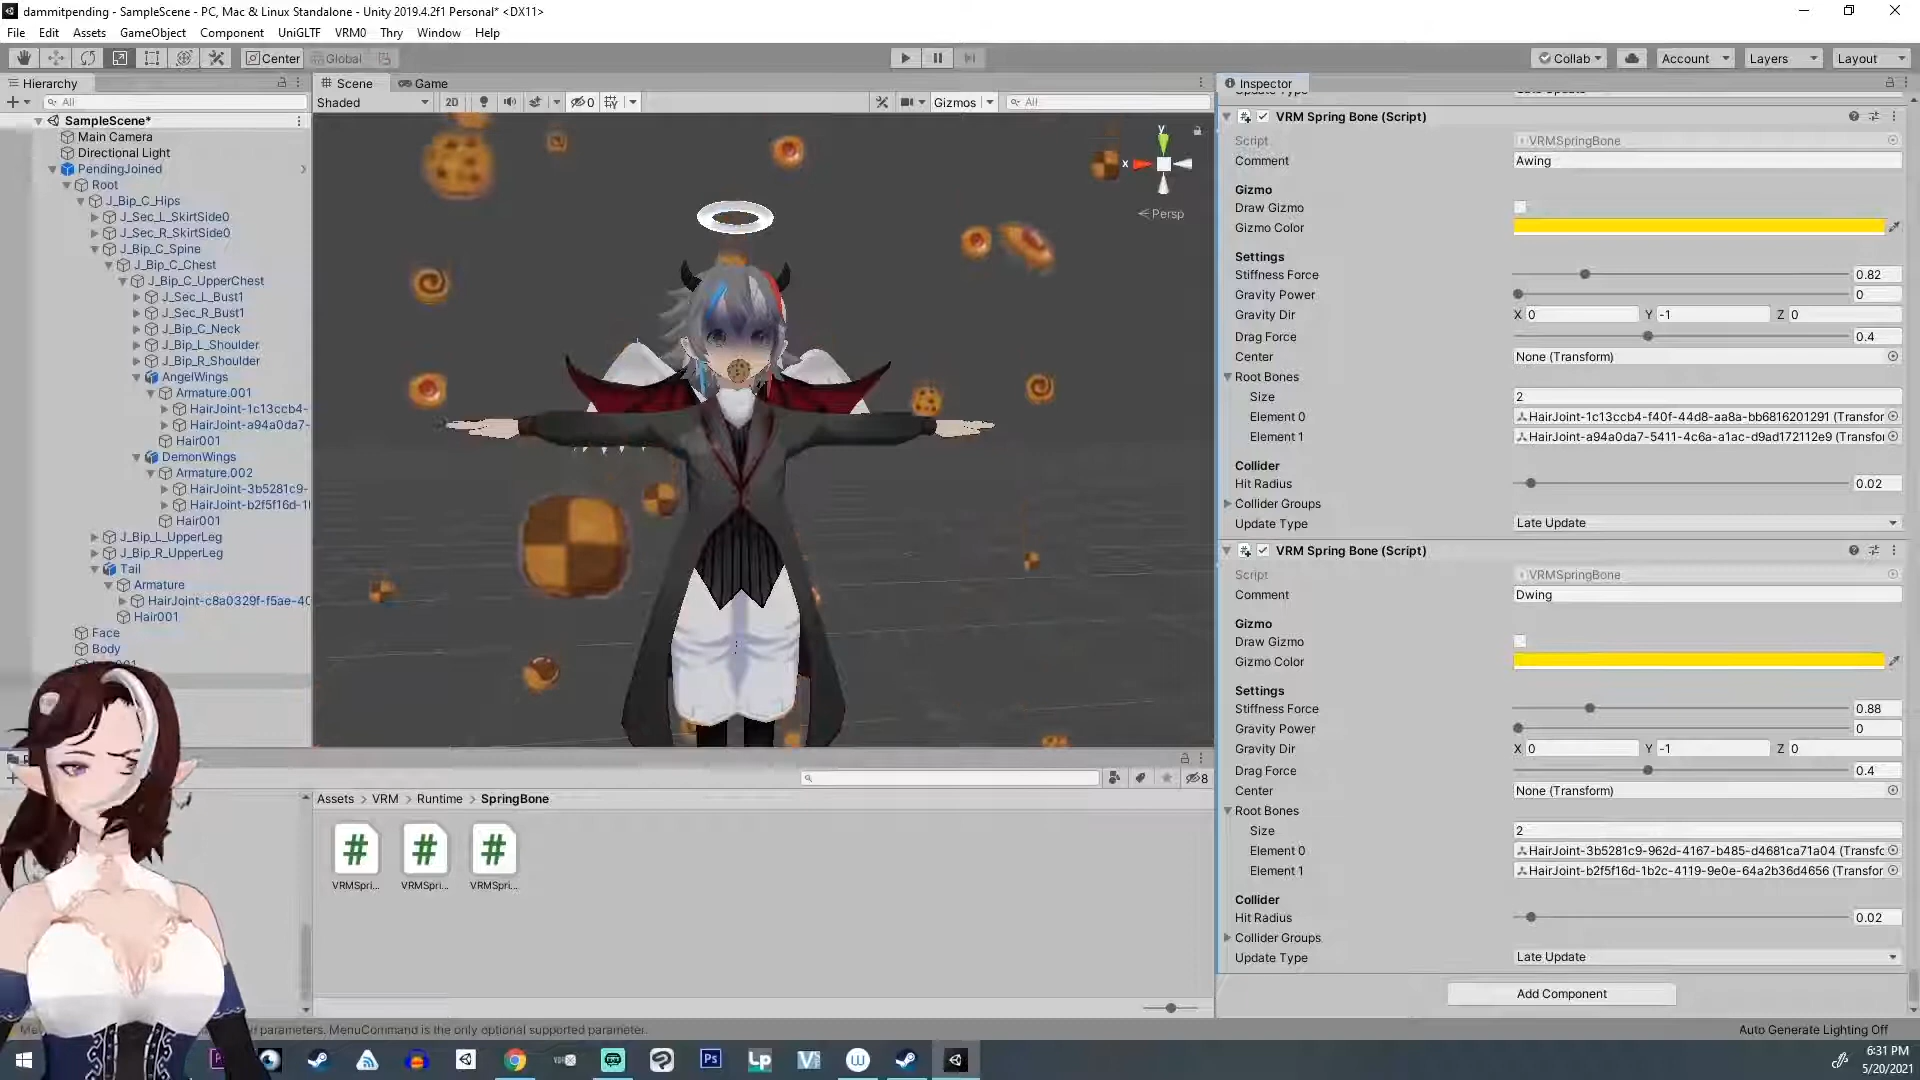 dammitpending - SampleScene - PC, Mac & Linux Standalone - Unity 2019.4.2f1 Personal* <DX11>
File Edit Assets GameObject Component UniGLTF VRM0 Thry Window Help
Center Global Collab Account Layers Layout
Hierarchy
All
SampleScene*
Main Camera
Directional Light
PendingJoined
Root
J_Bip_C_Hips
J_Sec_L_SkirtSide0
J_Sec_R_SkirtSide0
J_Bip_C_Spine
J_Bip_C_Chest
J_Bip_C_UpperChest
J_Sec_L_Bust1
J_Sec_R_Bust1
J_Bip_C_Neck
J_Bip_L_Shoulder
J_Bip_R_Shoulder
AngelWings
Armature.001
HairJoint-1c13ccb4-
HairJoint-a94a0da7-
Hair001
DemonWings
Armature.002
HairJoint-3b5281c9-
HairJoint-b2f5f16d-1
Hair001
J_Bip_L_UpperLeg
J_Bip_R_UpperLeg
Tail
Armature
HairJoint-c8a0329f-f5ae-40
Hair001
Face
Body
Scene Game
Shaded 2D 0 Gizmos All
y
x
Persp
8
Assets > VRM > Runtime > SpringBone
VRMSpri... VRMSpri... VRMSpri...
Inspector
Update Type Late Update
VRM Spring Bone (Script)
Script VRMSpringBone
Comment Awing
Gizmo
Draw Gizmo
Gizmo Color
Settings
Stiffness Force 0.82
Gravity Power 0
Gravity Dir X 0 Y -1 Z 0
Drag Force 0.4
Center None (Transform)
Root Bones
Size 2
Element 0 HairJoint-1c13ccb4-f40f-44d8-aa8a-bb6816201291 (Transfor
Element 1 HairJoint-a94a0da7-5411-4c6a-a1ac-d9ad172112e9 (Transfor
Collider
Hit Radius 0.02
Collider Groups
Update Type Late Update
VRM Spring Bone (Script)
Script VRMSpringBone
Comment Dwing
Gizmo
Draw Gizmo
Gizmo Color
Settings
Stiffness Force 0.88
Gravity Power 0
Gravity Dir X 0 Y -1 Z 0
Drag Force 0.4
Center None (Transform)
Root Bones
Size 2
Element 0 HairJoint-3b5281c9-962d-4167-b485-d4681ca71a04 (Transfc
Element 1 HairJoint-b2f5f16d-1b2c-4119-9e0e-64a2b36d4656 (Transfor
Collider
Hit Radius 0.02
Collider Groups
Update Type Late Update
Add Component
parameters. MenuCommand is the only optional supported parameter.
Auto Generate Lighting Off
Ps Lp
6:31 PM
5/20/2021